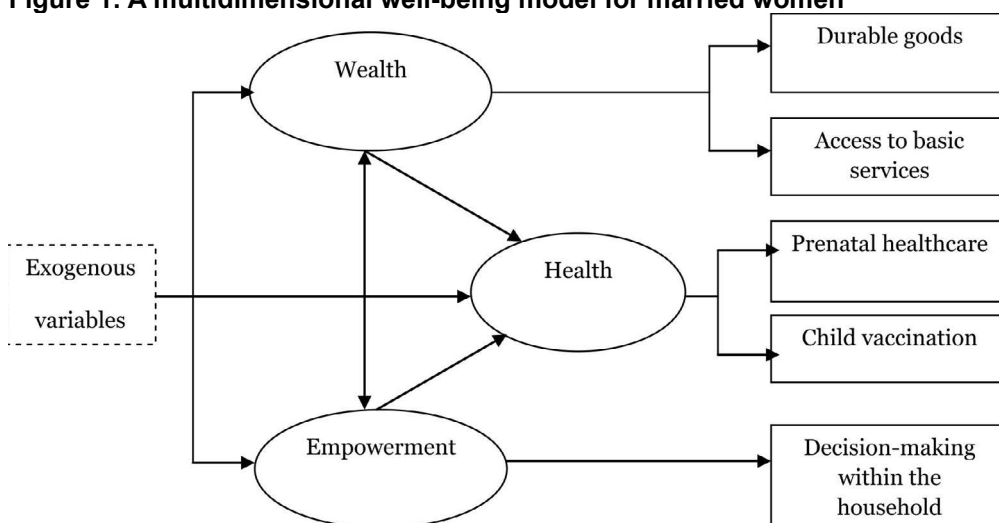 Figure 1. A multidimensional well-being model for married women
Durable goods
Wealth
Access to basic
services
Prenatal healthcare
Exogenous
variables
Health
Child vaccination
Empowerment
Decision-making
within the
household